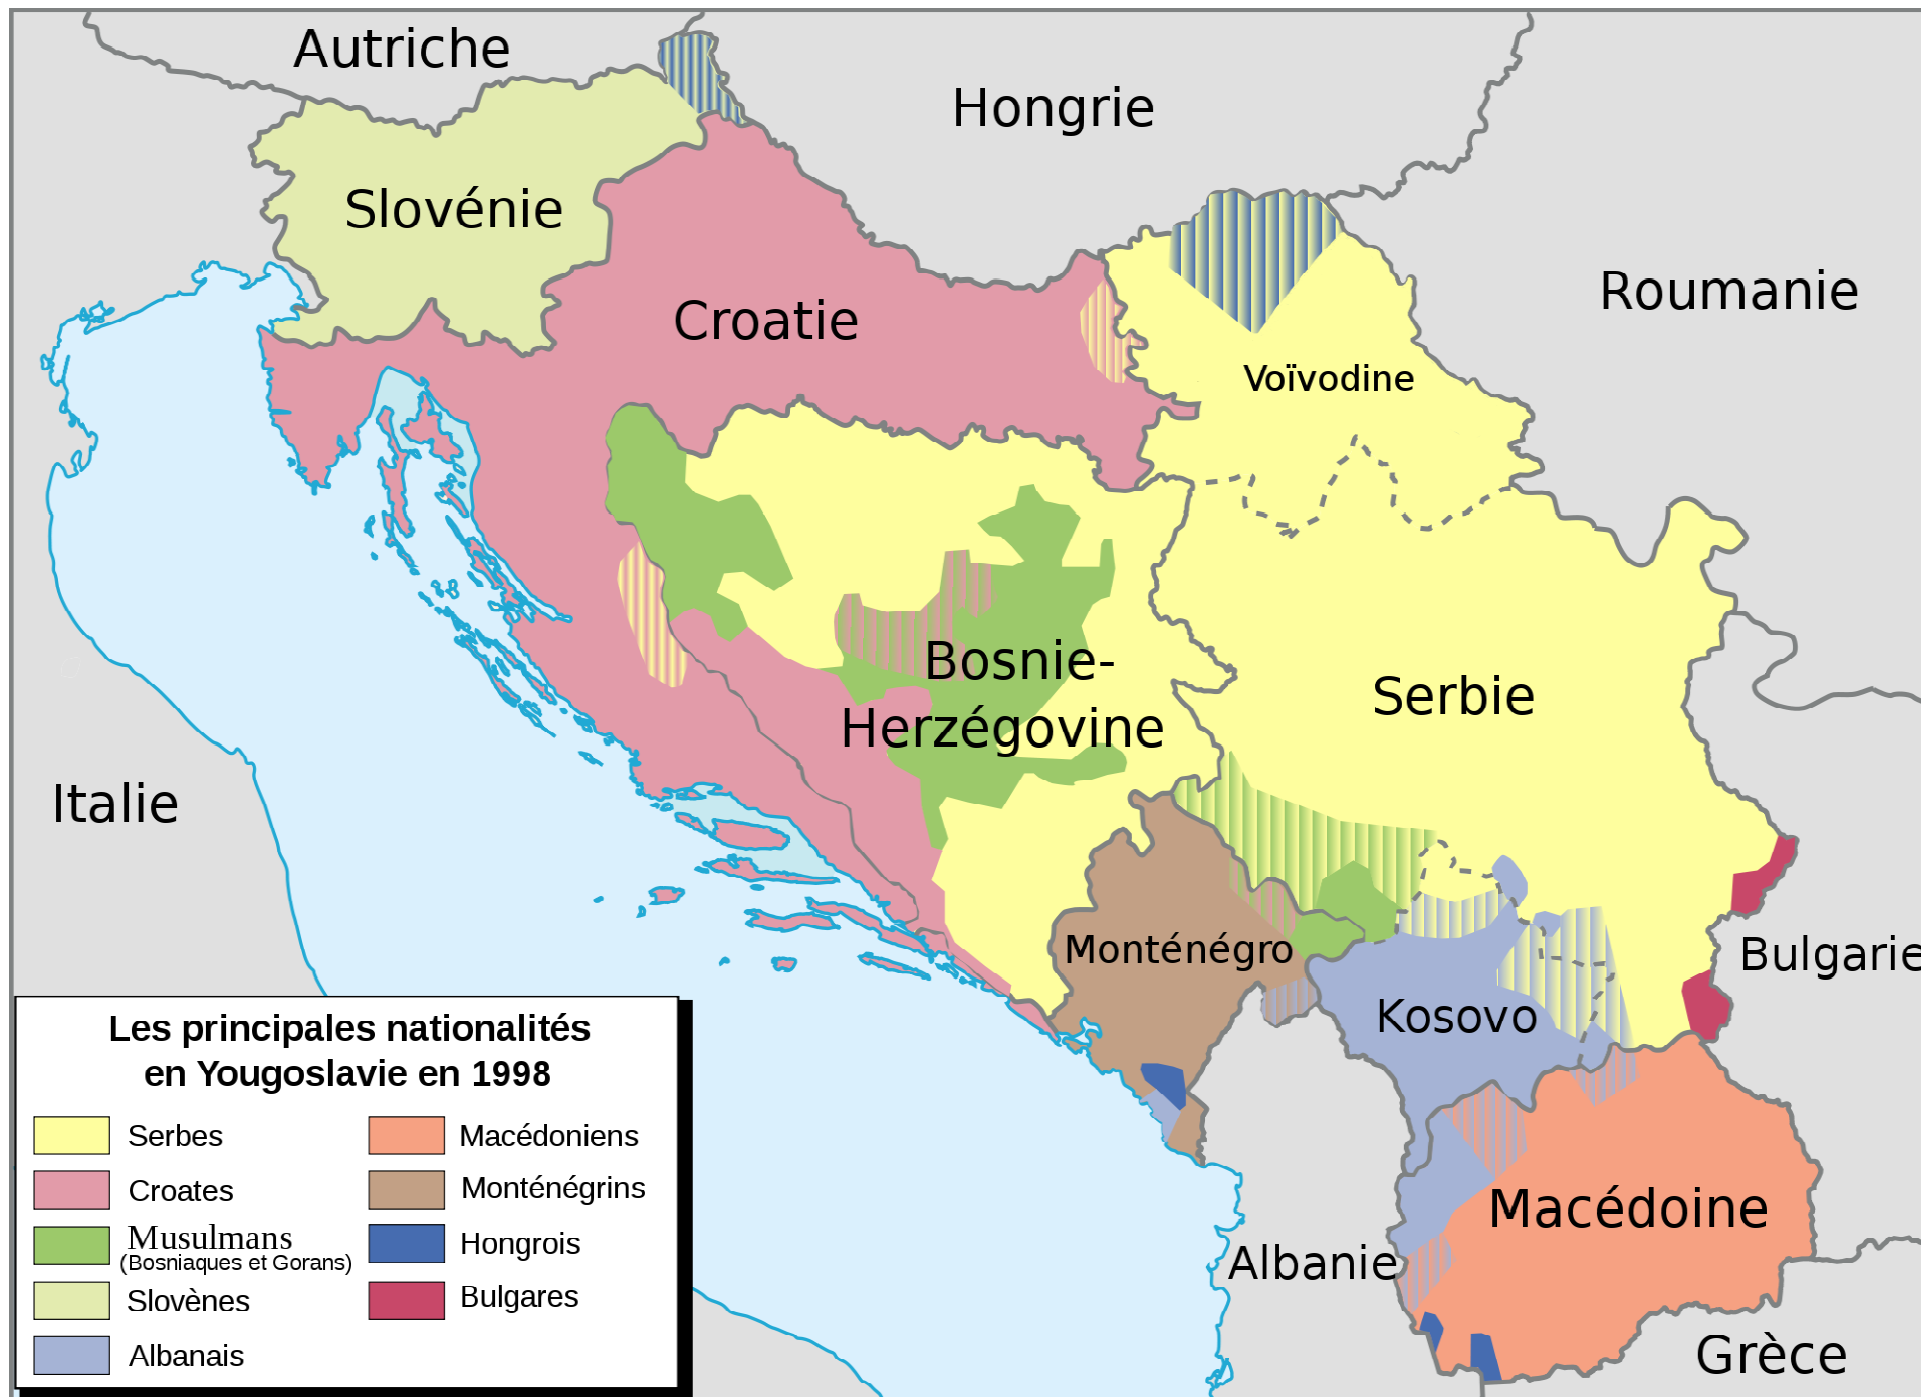 Autriche
Hongrie
Slovénie
Roumanie
Croatie
Voïvodine
Bosnie-
Herzégovine
Serbie
Italie
Monténégro
Bulgarie
Kosovo
Macédoine
Albanie
Grèce
Les principales nationalités
en Yougoslavie en 1998
Serbes
Croates
Musulmans
(Bosniaques et Gorans)
Slovènes
Albanais
Macédoniens
Monténégrins
Hongrois
Bulgares